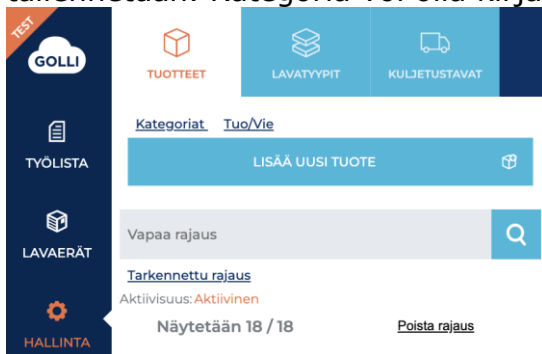 TEST
GOLLI
TUOTTEET
LAVATYYPIT
KULJETUSTAVAT
TYÖLISTA
Kategoriat Tuo/Vie
LISÄÄ UUSI TUOTE
LAVAERÄT
Vapaa rajaus
Tarkennettu rajaus
Aktiivisuus: Aktiivinen
Näytetään 18 / 18
Poista rajaus
HALLINTA